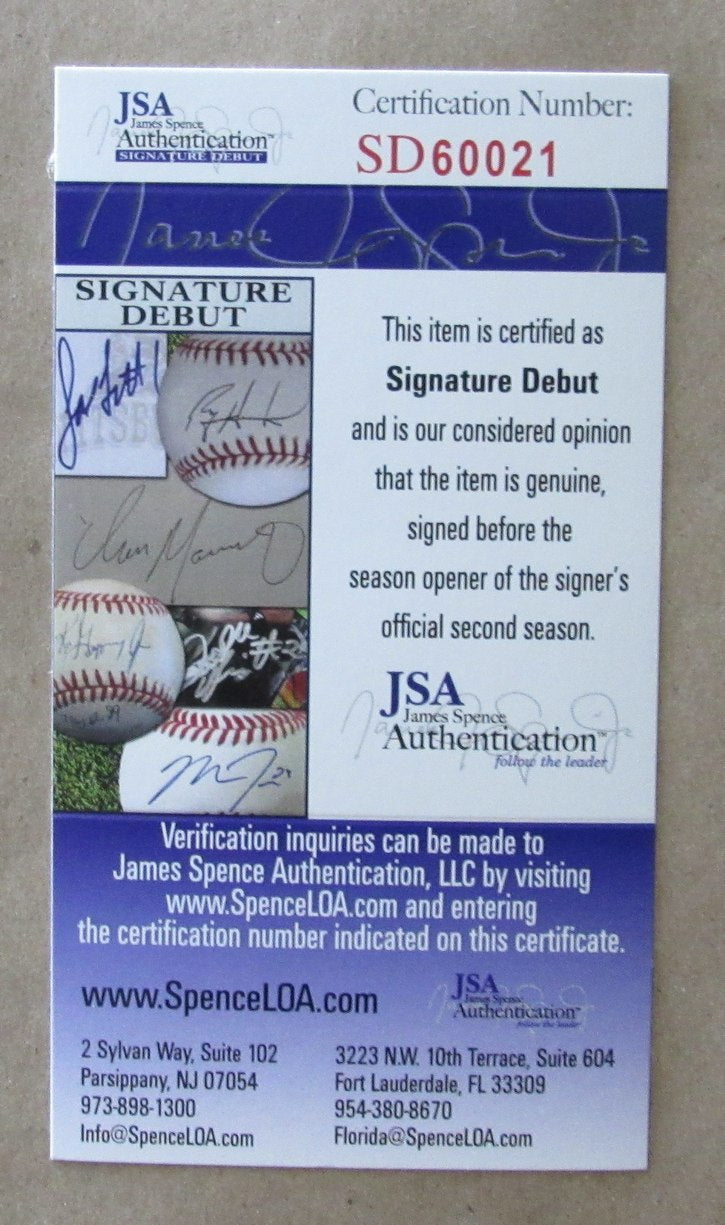 JSA
James Spence
Authentication™
SIGNATURE DEBUT
Certification Number:
SD60021
SIGNATURE
DEBUT
This item is certified as
Signature Debut
and is our considered opinion
that the item is genuine,
signed before the
season opener of the signer's
official second season.
JSA
James Spence
Authentication™
follow the leader
Verification inquiries can be made to
James Spence Authentication, LLC by visiting
www.SpenceLOA.com and entering
the certification number indicated on this certificate.
www.SpenceLOA.com
JSA
James Spence
Authentication™
follow the leader
2 Sylvan Way, Suite 102
Parsippany, NJ 07054
973-898-1300
Info@SpenceLOA.com
3223 N.W. 10th Terrace, Suite 604
Fort Lauderdale, FL 33309
954-380-8670
Florida@SpenceLOA.com